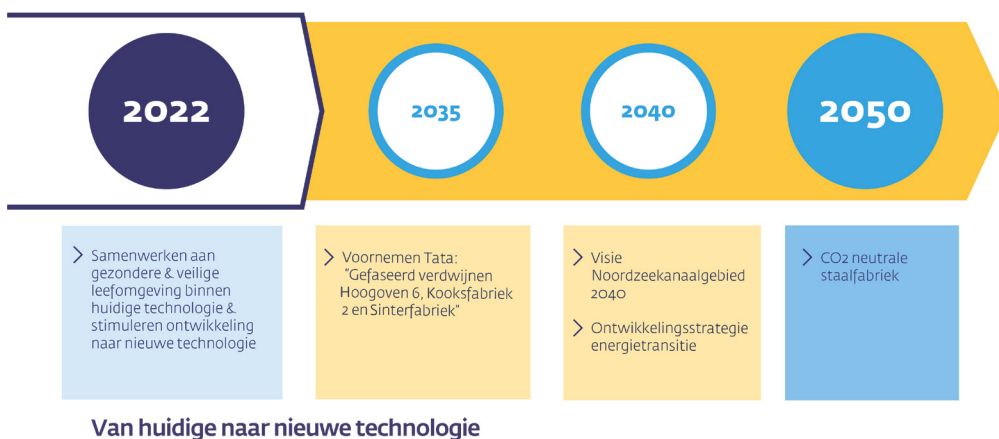 2022
2035
2040
2050
Samenwerken aan
gezondere & veilige
leefomgeving binnen
huidige technologie &
stimuleren ontwikkeling
naar nieuwe technologie
Voornemen Tata:
"Gefaseerd verdwijnen
Hoogoven 6, Kooksfabriek
2 en Sinterfabriek"
Visie
Noordzeekanaalgebied
2040
Ontwikkelingsstrategie
energietransitie
CO2 neutrale
staalfabriek
Van huidige naar nieuwe technologie